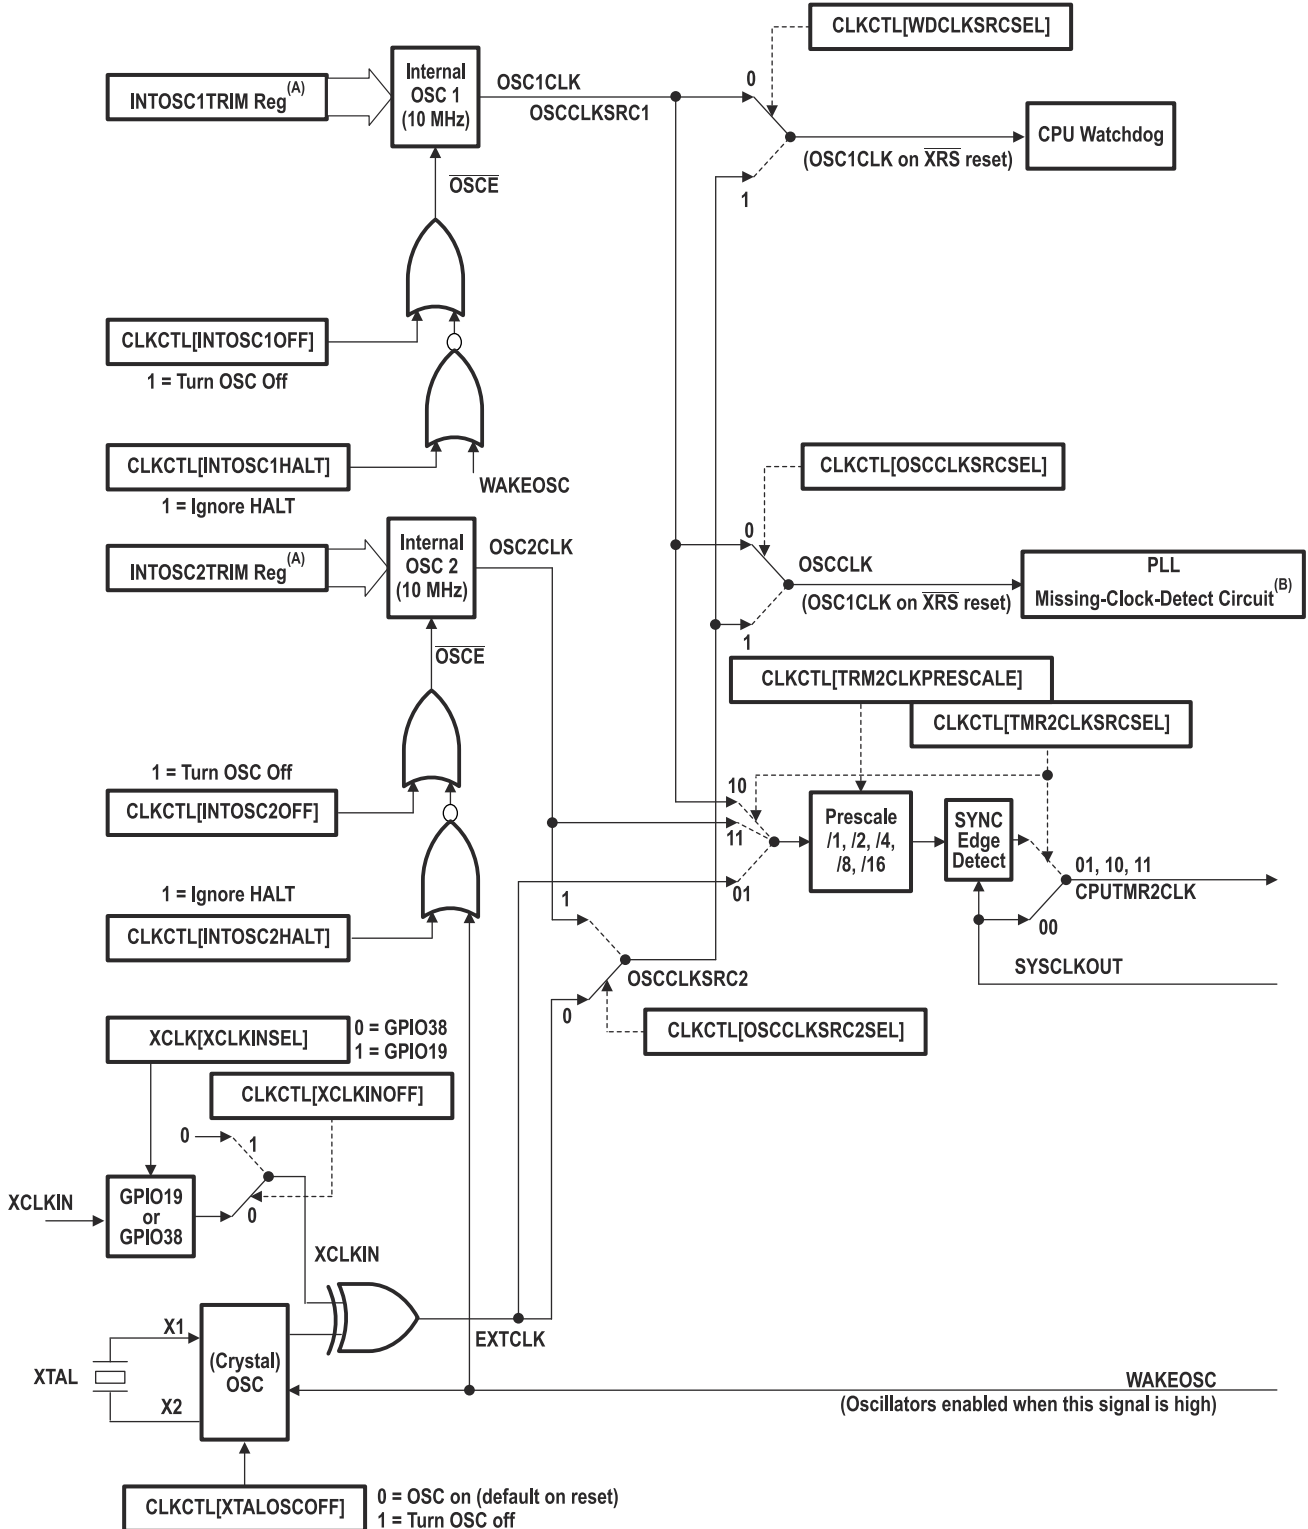 CLKCTL[WDCLKSRCSEL]
Internal
OSC 1
(10 MHz)
INTOSC1TRIM Reg(A)
OSC1CLK
OSCCLKSRC1
0
CPU Watchdog
(OSC1CLK on XRS reset)
1
OSCE
CLKCTL[INTOSC1OFF]
1 = Turn OSC Off
CLKCTL[INTOSC1HALT]
1 = Ignore HALT
WAKEOSC
CLKCTL[OSCCLKSRCSEL]
Internal
OSC 2
(10 MHz)
INTOSC2TRIM Reg(A)
OSC2CLK
0
OSCCLK
(OSC1CLK on XRS reset)
1
PLL
Missing-Clock-Detect Circuit(B)
OSCE
CLKCTL[TRM2CLKPRESCALE]
CLKCTL[TMR2CLKSRCSEL]
1 = Turn OSC Off
CLKCTL[INTOSC2OFF]
10
11
01
Prescale
/1, /2, /4,
/8, /16
SYNC
Edge
Detect
01, 10, 11
CPUTMR2CLK
00
SYSCLKOUT
1 = Ignore HALT
CLKCTL[INTOSC2HALT]
1
OSCCLKSRC2
0
CLKCTL[OSCCLKSRC2SEL]
XCLK[XCLKINSEL]
0 = GPIO38
1 = GPIO19
CLKCTL[XCLKINOFF]
0
1
0
XCLKIN
GPIO19
or
GPIO38
XCLKIN
EXTCLK
X1
XTAL
X2
(Crystal)
OSC
WAKEOSC
(Oscillators enabled when this signal is high)
CLKCTL[XTALOSCOFF]
0 = OSC on (default on reset)
1 = Turn OSC off